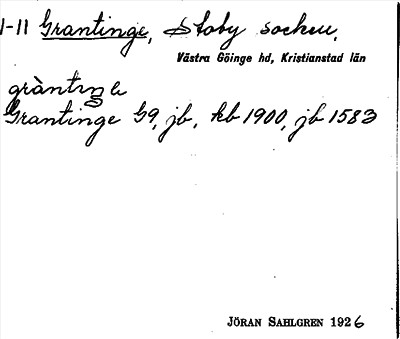 1-11 Grantinge, Stoby socken,
Västra Göinge hd, Kristianstad län
gràntıŋə
Grantinge G9, jb, kb 1900, jb 1583
JÖRAN SAHLGREN 1926